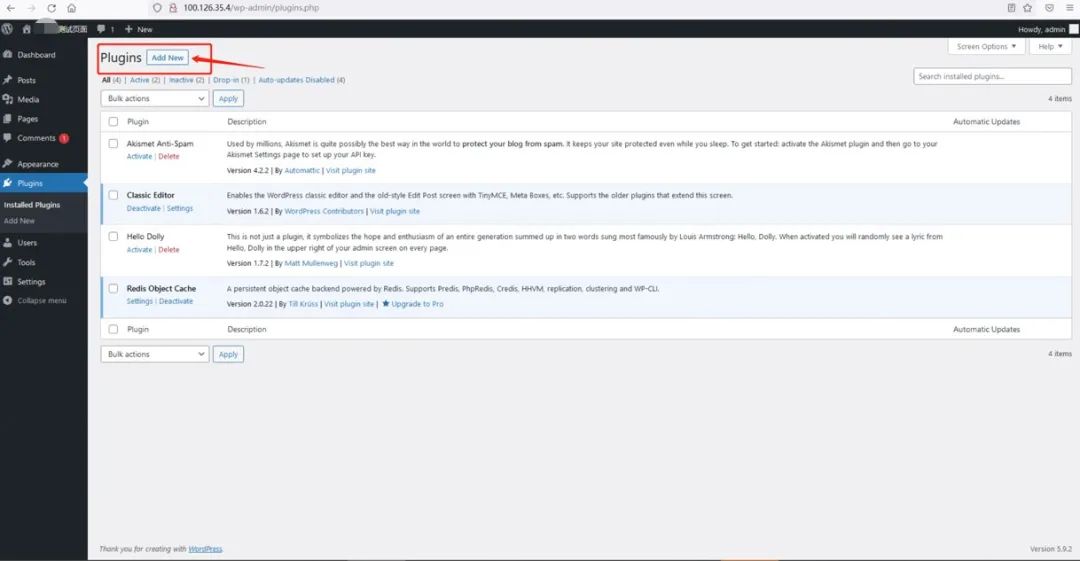 100.126.35.4/wp-admin/plugins.php
测试页面 1 + New Howdy, admin
Dashboard
Posts
Media
Pages
Comments 1
Appearance
Plugins
Installed Plugins
Add New
Users
Tools
Settings
Collapse menu
Screen Options ▼ Help ▼
Plugins Add New
All (4) | Active (2) | Inactive (2) | Drop-in (1) | Auto-updates Disabled (4)
Search installed plugins...
Bulk actions Apply 4 items
Plugin Description Automatic Updates
Akismet Anti-Spam
Activate | Delete
Used by millions, Akismet is quite possibly the best way in the world to protect your blog from spam. It keeps your site protected even while you sleep. To get started: activate the Akismet plugin and then go to your
Akismet Settings page to set up your API key.
Version 4.2.2 | By Automattic | Visit plugin site
Classic Editor
Deactivate | Settings
Enables the WordPress classic editor and the old-style Edit Post screen with TinyMCE, Meta Boxes, etc. Supports the older plugins that extend this screen.
Version 1.6.2 | By WordPress Contributors | Visit plugin site
Hello Dolly
Activate | Delete
This is not just a plugin, it symbolizes the hope and enthusiasm of an entire generation summed up in two words sung most famously by Louis Armstrong: Hello, Dolly. When activated you will randomly see a lyric from
Hello, Dolly in the upper right of your admin screen on every page.
Version 1.7.2 | By Matt Mullenweg | Visit plugin site
Redis Object Cache
Settings | Deactivate
A persistent object cache backend powered by Redis. Supports Predis, PhpRedis, Credis, HHVM, replication, clustering and WP-CLI.
Version 2.0.22 | By Till Krüss | Visit plugin site | ★ Upgrade to Pro
Plugin Description Automatic Updates
Bulk actions Apply 4 items
Thank you for creating with WordPress. Version 5.9.2